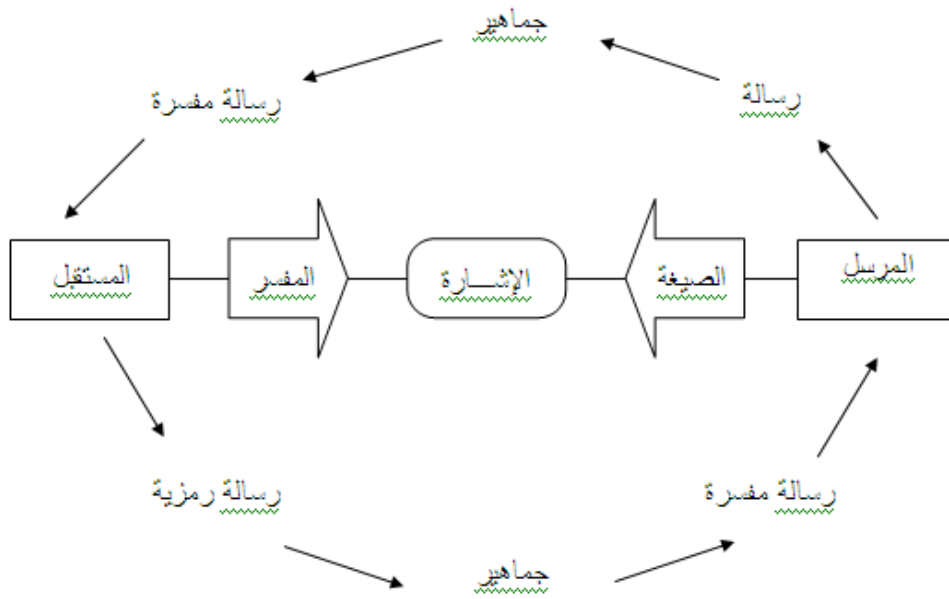 جماهير
رسالة
رسالة مفسرة
المرسل
الصيغة
الإشـــارة
المفسر
المستقبل
رسالة مفسرة
رسالة رمزية
جماهير